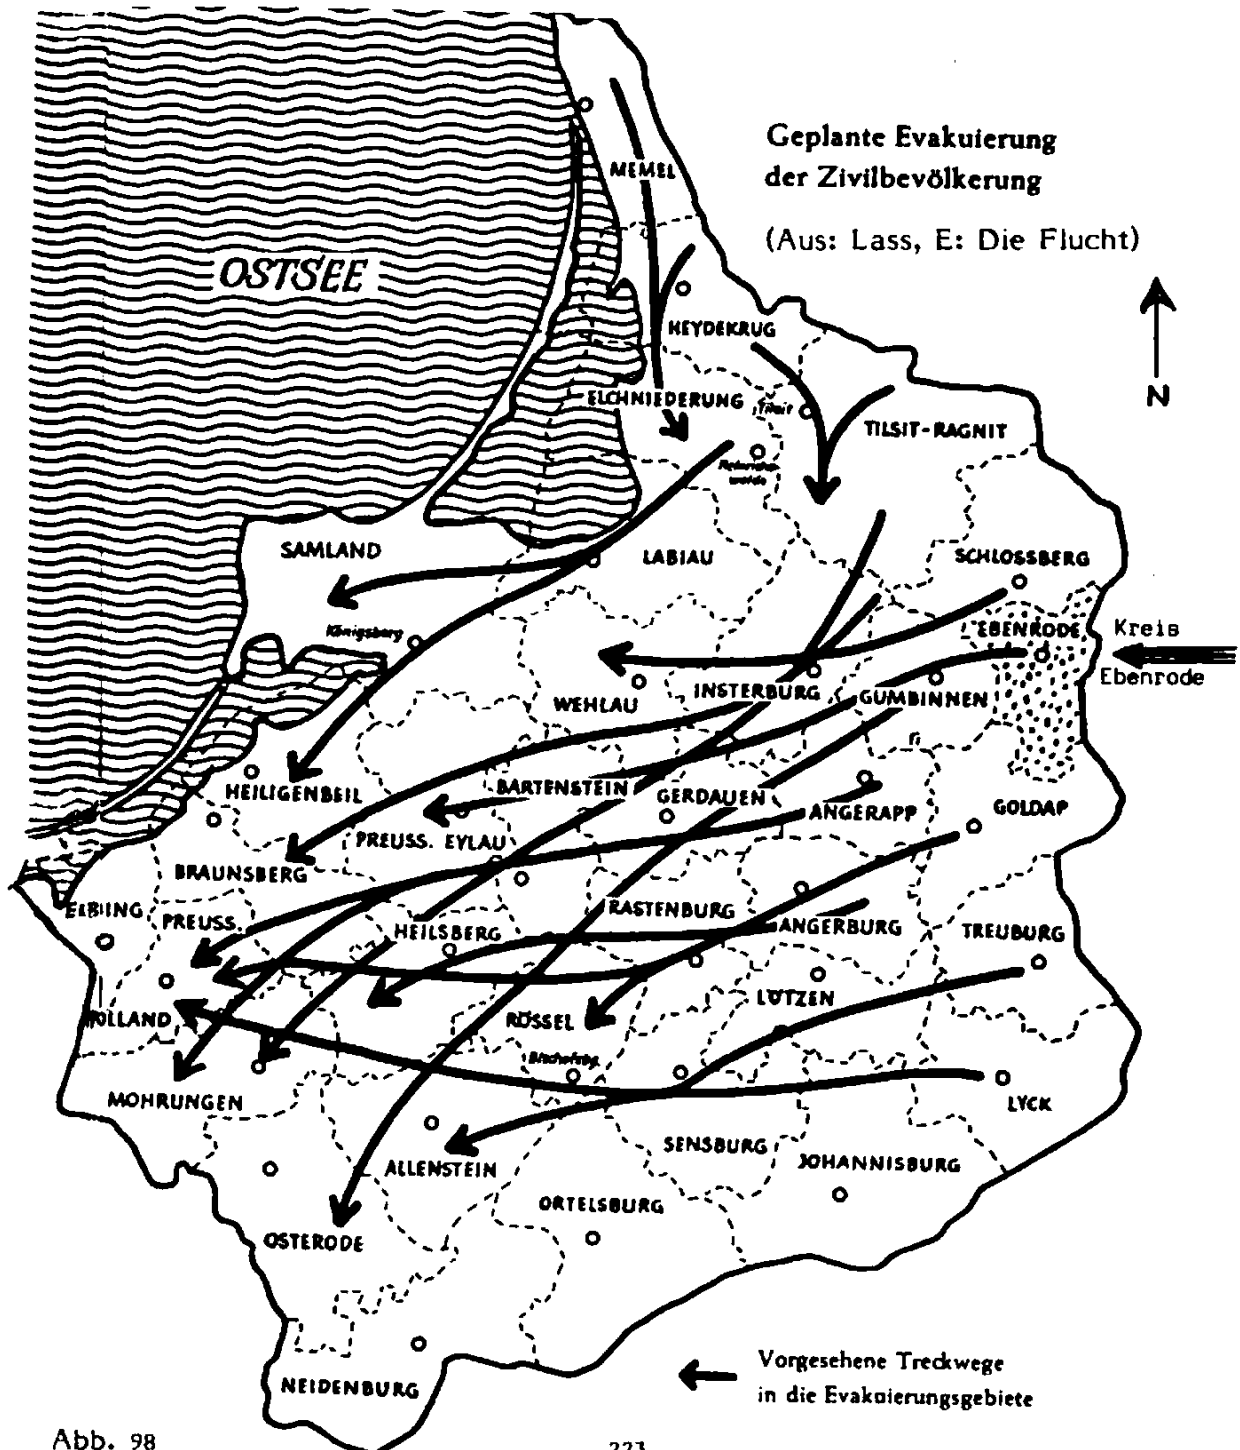 Geplante Evakuierung
der Zivilbevölkerung
(Aus: Lass, E: Die Flucht)
N
OSTSEE
MEMEL
HEYDEKRUG
ELCHNIEDERUNG
Tilsit
TILSIT-RAGNIT
SAMLAND
LABIAU
SCHLOSSBERG
Königsberg
EBENRODE
Kreis
Ebenrode
WEHLAU
INSTERBURG
GUMBINNEN
HEILIGENBEIL
BARTENSTEIN
GERDAUEN
ANGERAPP
GOLDAP
PREUSS. EYLAU
BRAUNSBERG
ELBING
PREUSS.
HEILSBERG
RASTENBURG
ANGERBURG
TREUBURG
LÖTZEN
HOLLAND
RÖSSEL
Bischofsbg.
MOHRUNGEN
LYCK
SENSBURG
ALLENSTEIN
JOHANNISBURG
ORTELSBURG
OSTERODE
NEIDENBURG
Vorgesehene Treckwege
in die Evakuierungsgebiete
Abb. 98
223